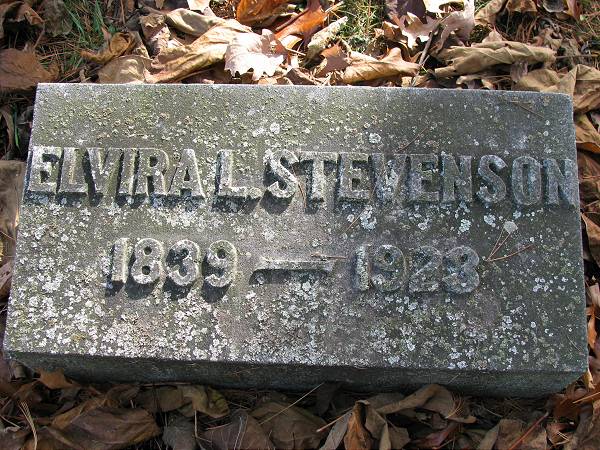 ELVIRA L. STEVENSON
1839 — 1923